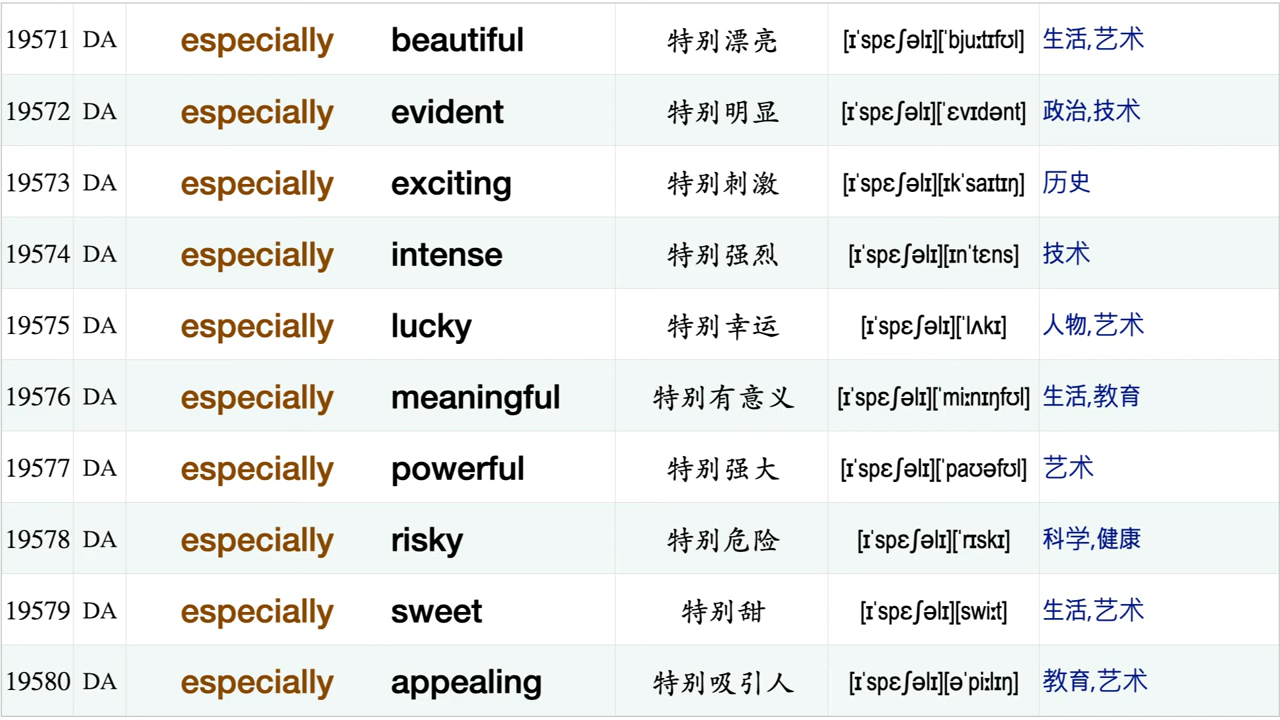 19571 DA especially beautiful 特别漂亮 [ɪˈspɛʃəlɪ][ˈbjuːtɪfʊl] 生活,艺术
19572 DA especially evident 特别明显 [ɪˈspɛʃəlɪ][ˈɛvɪdənt] 政治,技术
19573 DA especially exciting 特别刺激 [ɪˈspɛʃəlɪ][ɪkˈsaɪtɪŋ] 历史
19574 DA especially intense 特别强烈 [ɪˈspɛʃəlɪ][ɪnˈtɛns] 技术
19575 DA especially lucky 特别幸运 [ɪˈspɛʃəlɪ][ˈlʌkɪ] 人物,艺术
19576 DA especially meaningful 特别有意义 [ɪˈspɛʃəlɪ][ˈmiːnɪŋfʊl] 生活,教育
19577 DA especially powerful 特别强大 [ɪˈspɛʃəlɪ][ˈpaʊəfʊl] 艺术
19578 DA especially risky 特别危险 [ɪˈspɛʃəlɪ][ˈrɪskɪ] 科学,健康
19579 DA especially sweet 特别甜 [ɪˈspɛʃəlɪ][swiːt] 生活,艺术
19580 DA especially appealing 特别吸引人 [ɪˈspɛʃəlɪ][əˈpiːlɪŋ] 教育,艺术